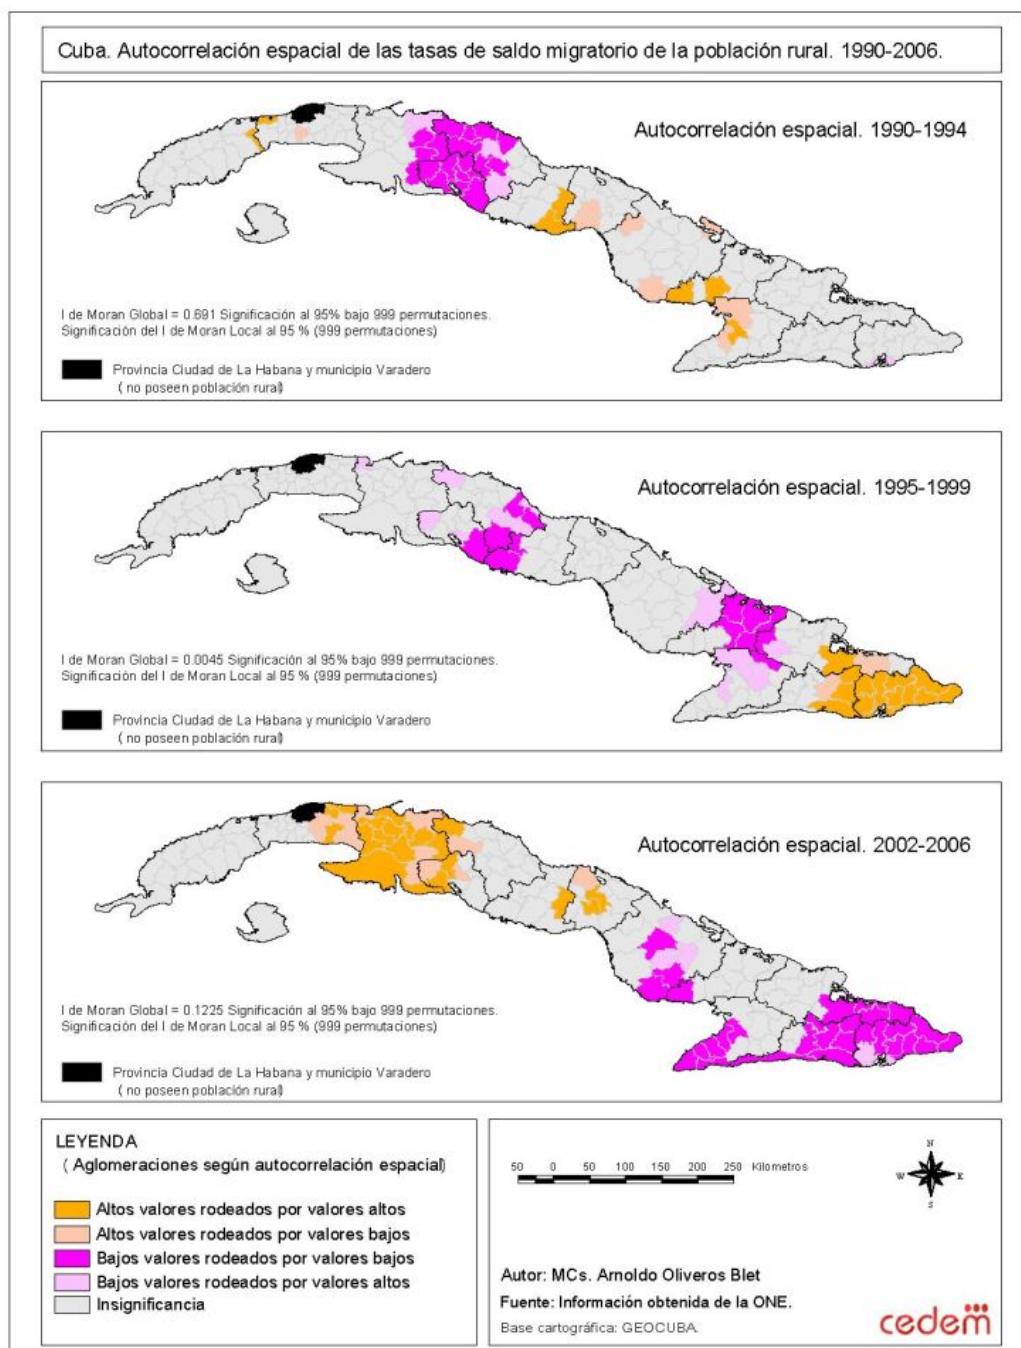 Cuba. Autocorrelación espacial de las tasas de saldo migratorio de la población rural. 1990-2006.
Autocorrelación espacial. 1990-1994
I de Moran Global = 0.691 Significación al 95% bajo 999 permutaciones.
Significación del I de Moran Local al 95 % (999 permutaciones)
Provincia Ciudad de La Habana y municipio Varadero
( no poseen población rural)
Autocorrelación espacial. 1995-1999
I de Moran Global = 0.0045 Significación al 95% bajo 999 permutaciones.
Significación del I de Moran Local al 95 % (999 permutaciones)
Provincia Ciudad de La Habana y municipio Varadero
( no poseen población rural)
Autocorrelación espacial. 2002-2006
I de Moran Global = 0.1225 Significación al 95% bajo 999 permutaciones.
Significación del I de Moran Local al 95 % (999 permutaciones)
Provincia Ciudad de La Habana y municipio Varadero
( no poseen población rural)
LEYENDA
( Aglomeraciones según autocorrelación espacial)
Altos valores rodeados por valores altos
Altos valores rodeados por valores bajos
Bajos valores rodeados por valores bajos
Bajos valores rodeados por valores altos
Insignificancia
50 0 50 100 150 200 250 Kilometros
N
W E
S
Autor: MCs. Arnoldo Oliveros Blet
Fuente: Información obtenida de la ONE.
Base cartográfica: GEOCUBA.
cedem